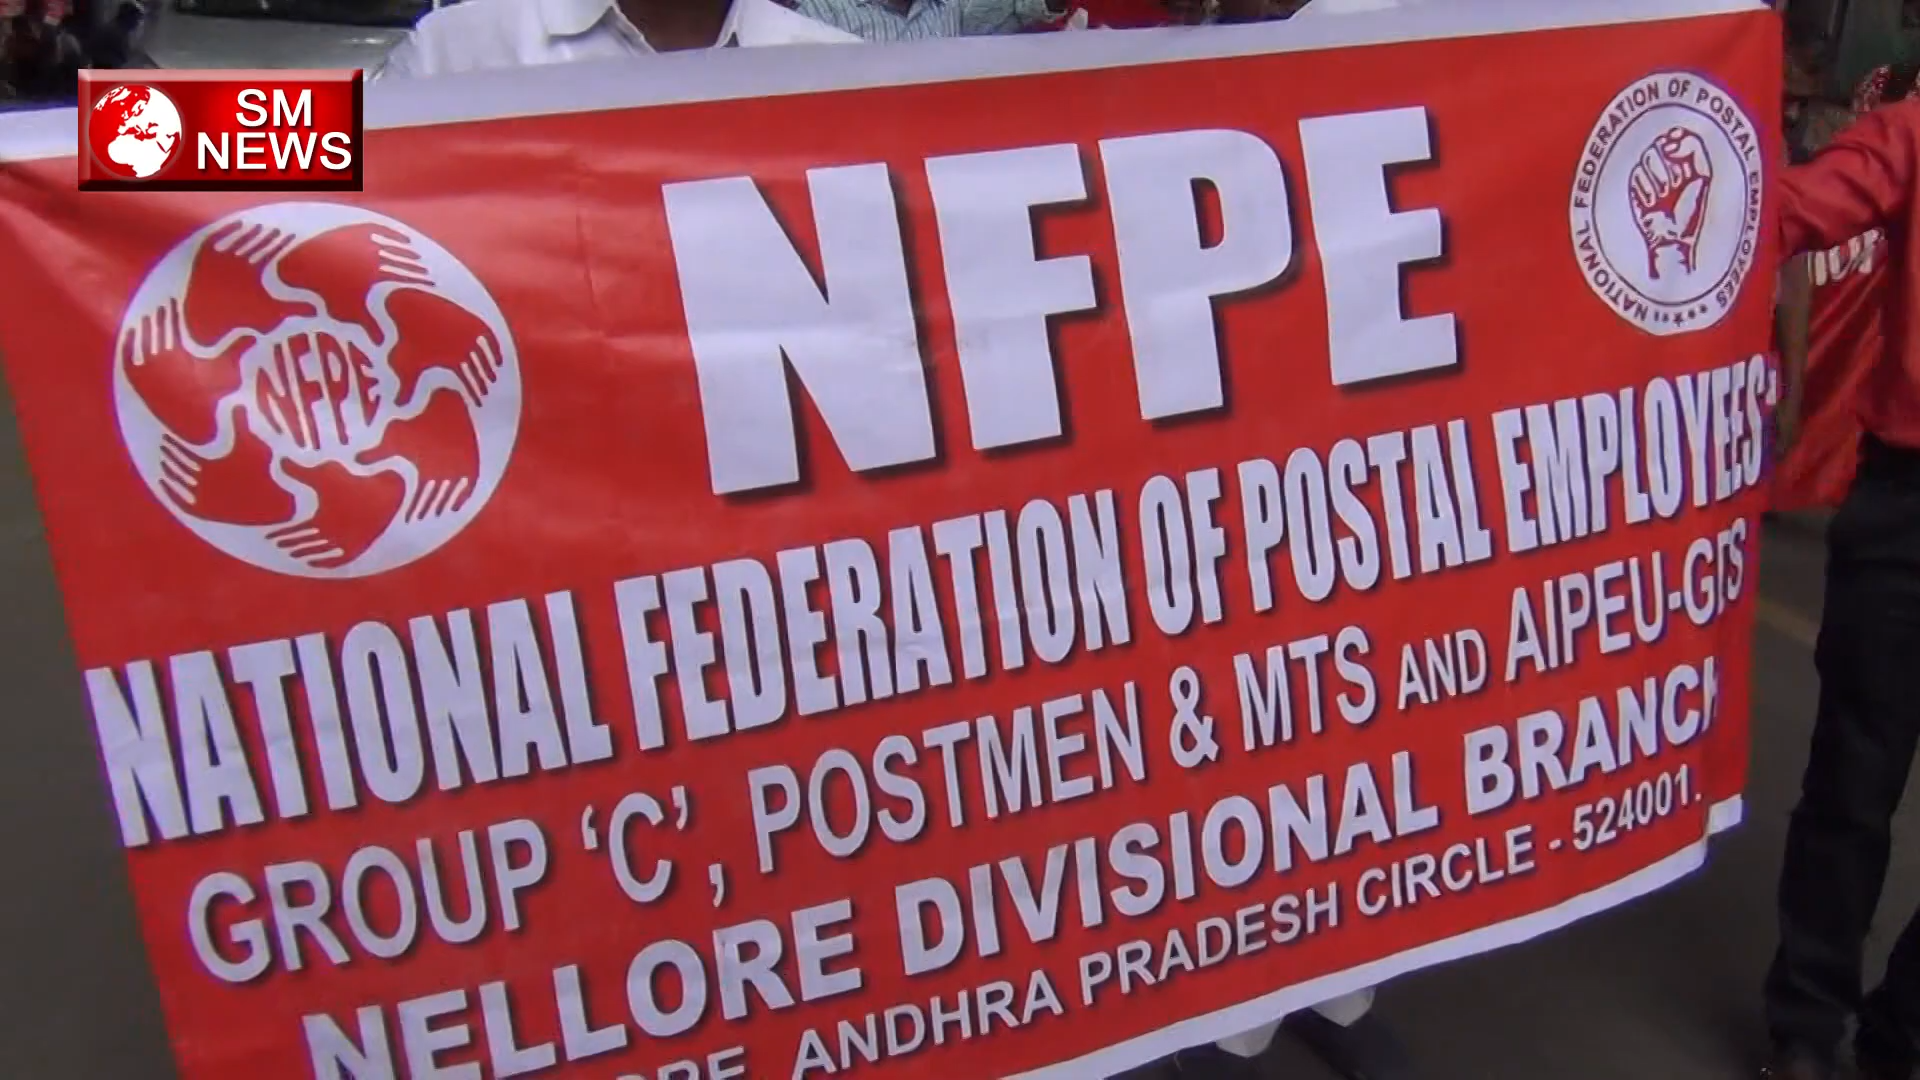 SM
NEWS
NFPE
NFPE
NATIONAL FEDERATION OF POSTAL EMPLOYEES
NATIONAL FEDERATION OF POSTAL EMPLOYEES'
GROUP 'C', POSTMEN & MTS AND AIPEU-GDS
NELLORE DIVISIONAL BRANCH
ANDHRA PRADESH CIRCLE - 524001.